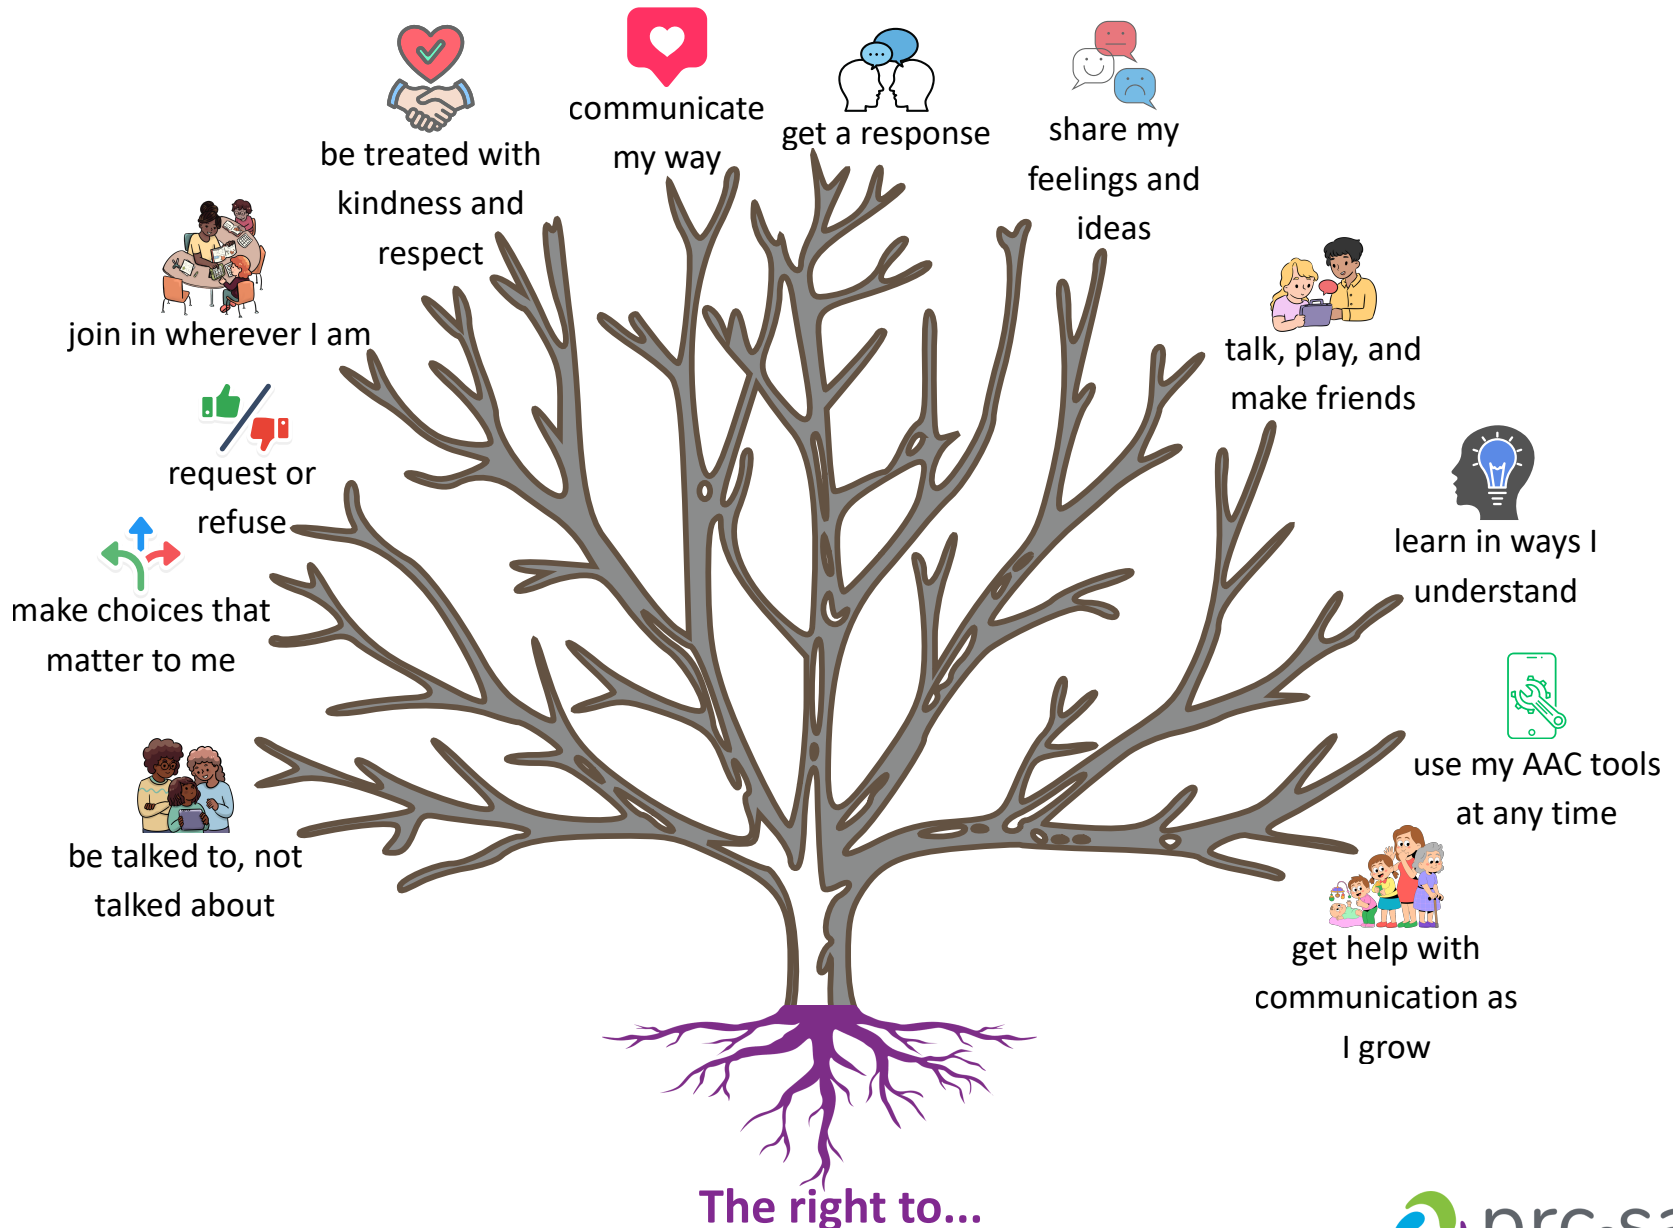 be treated with
kindness and
respect
communicate
my way
get a response
share my
feelings and
ideas
join in wherever I am
talk, play, and
make friends
request or
refuse
learn in ways I
understand
make choices that
matter to me
use my AAC tools
at any time
be talked to, not
talked about
get help with
communication as
I grow
The right to...